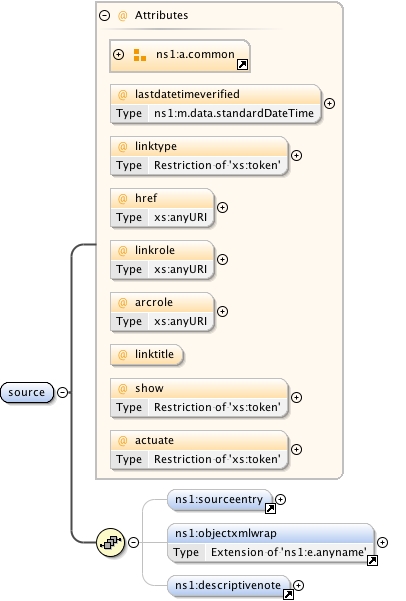 @ Attributes
ns1:a.common
@ lastdatetimeverified
Type ns1:m.data.standardDateTime
@ linktype
Type Restriction of 'xs:token'
@ href
Type xs:anyURI
@ linkrole
Type xs:anyURI
@ arcrole
Type xs:anyURI
@ linktitle
@ show
Type Restriction of 'xs:token'
@ actuate
Type Restriction of 'xs:token'
source
ns1:sourceentry
ns1:objectxmlwrap
Type Extension of 'ns1:e.anyname'
ns1:descriptivenote